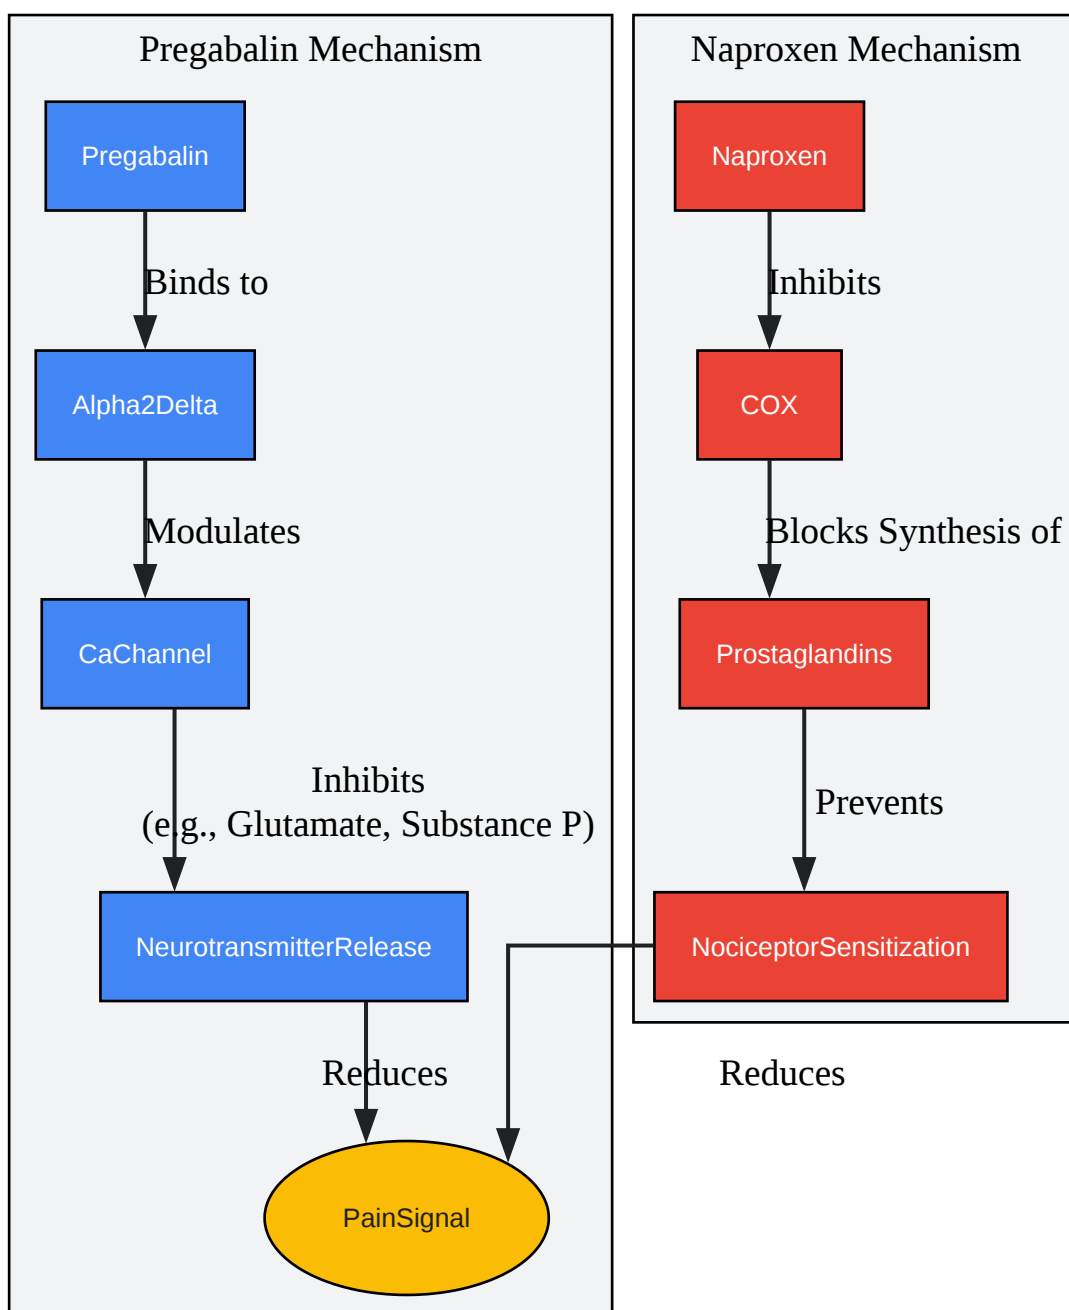 Pregabalin Mechanism
Pregabalin
Binds to
Alpha2Delta
Modulates
CaChannel
Inhibits
(e.g., Glutamate, Substance P)
NeurotransmitterRelease
Reduces
PainSignal
Naproxen Mechanism
Naproxen
Inhibits
COX
Blocks Synthesis of
Prostaglandins
Prevents
NociceptorSensitization
Reduces